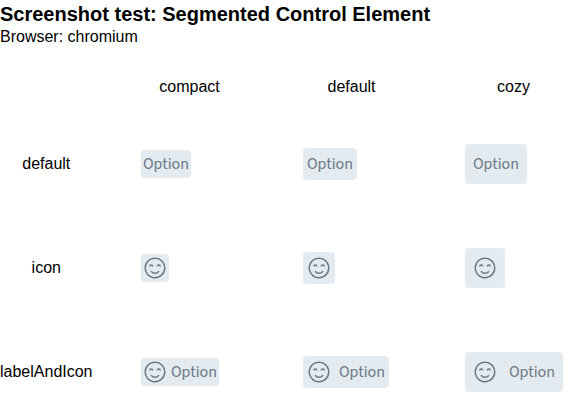 Screenshot test: Segmented Control Element
Browser: chromium
compact default cozy
default Option Option Option
icon
labelAndIcon Option Option Option